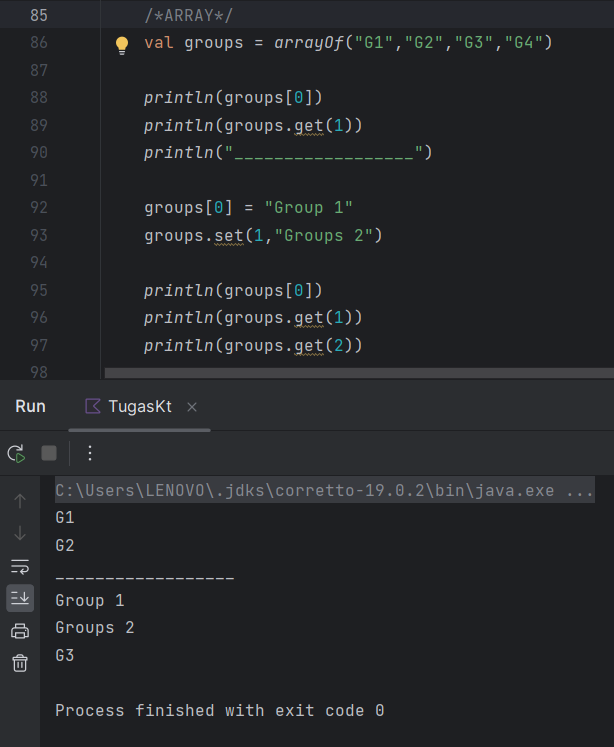 85 /*ARRAY*/
86 val groups = arrayOf("G1","G2","G3","G4")
87
88 println(groups[0])
89 println(groups.get(1))
90 println("__________________")
91
92 groups[0] = "Group 1"
93 groups.set(1,"Groups 2")
94
95 println(groups[0])
96 println(groups.get(1))
97 println(groups.get(2))
98
Run TugasKt
C:\Users\LENOVO\.jdks\corretto-19.0.2\bin\java.exe ...
G1
G2
__________________
Group 1
Groups 2
G3
Process finished with exit code 0